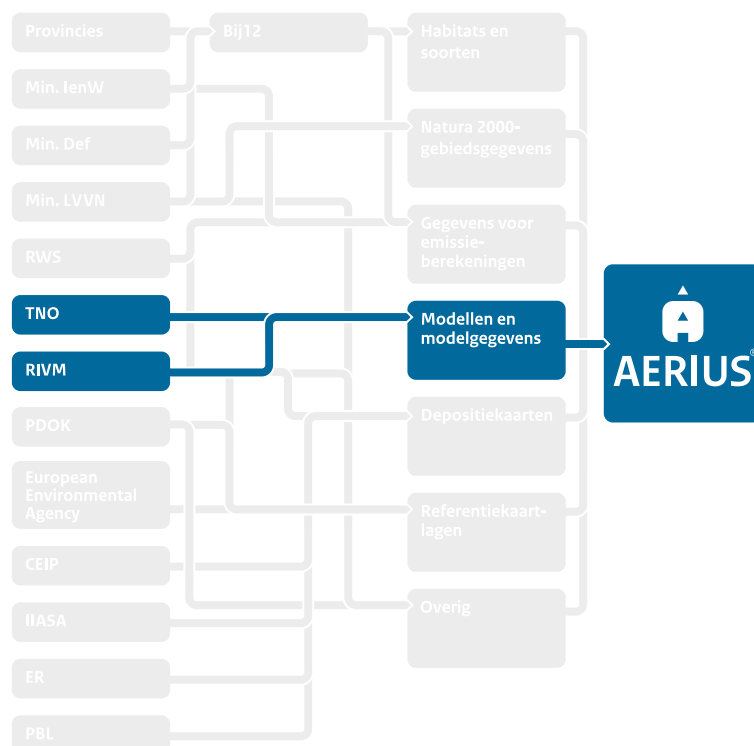 Provincies
Min. IenW
Min. Def
Min. LVVN
RWS
TNO
RIVM
PDOK
European
Environmental
Agency
CEIP
IIASA
ER
PBL
Bij12
Habitats en
soorten
Natura 2000-
gebiedsgegevens
Gegevens voor
emissie-
berekeningen
Modellen en
modelgegevens
Depositiekaarten
Referentiekaart-
lagen
Overig
AERIUS®